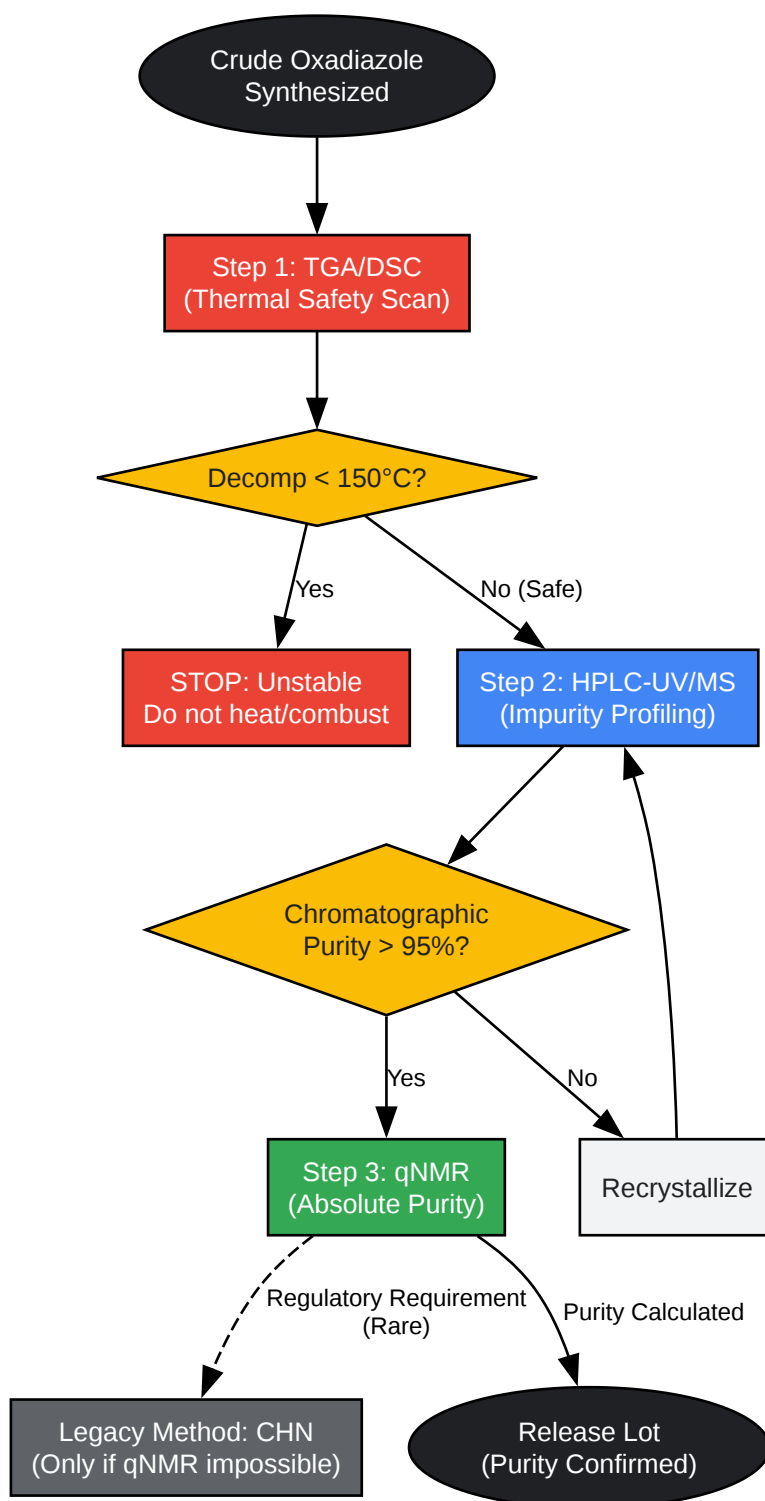 Crude Oxadiazole
Synthesized
Step 1: TGA/DSC
(Thermal Safety Scan)
Decomp < 150°C?
Yes
No (Safe)
STOP: Unstable
Do not heat/combust
Step 2: HPLC-UV/MS
(Impurity Profiling)
Chromatographic
Purity > 95%?
Yes
No
Step 3: qNMR
(Absolute Purity)
Recrystallize
Regulatory Requirement
(Rare)
Purity Calculated
Legacy Method: CHN
(Only if qNMR impossible)
Release Lot
(Purity Confirmed)